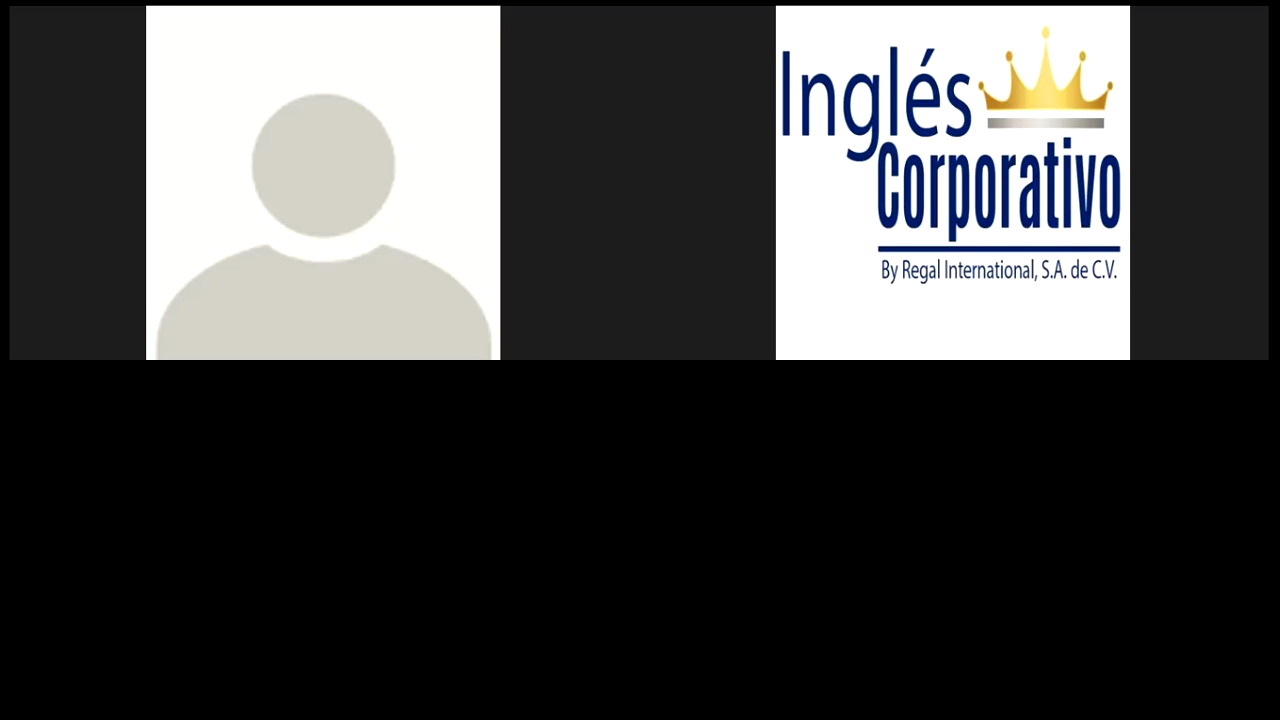 Inglés
Corporativo
By Regal International, S.A. de C.V.